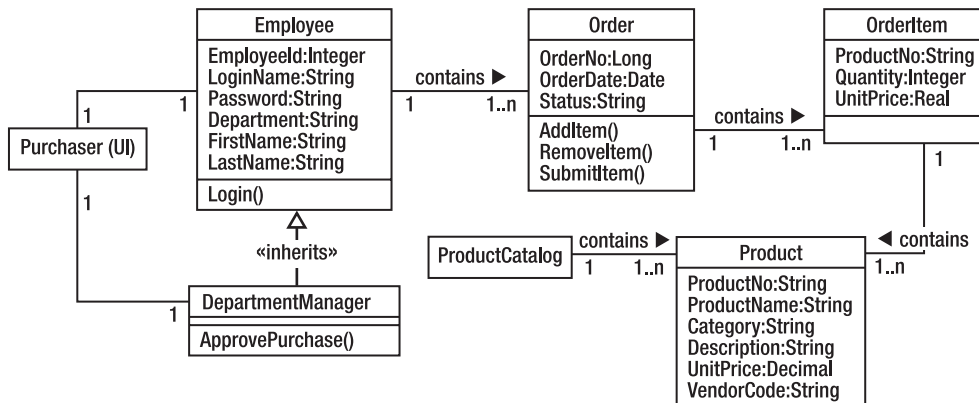 Employee
EmployeeId:Integer
LoginName:String
Password:String
Department:String
FirstName:String
LastName:String
Login()
contains ▶
1
1..n
Order
OrderNo:Long
OrderDate:Date
Status:String
AddItem()
RemoveItem()
SubmitItem()
contains ▶
1
1..n
OrderItem
ProductNo:String
Quantity:Integer
UnitPrice:Real
1
1
1
Purchaser (UI)
1
«inherits»
1
DepartmentManager
ApprovePurchase()
ProductCatalog
contains ▶
1
1..n
◀ contains
1..n
Product
ProductNo:String
ProductName:String
Category:String
Description:String
UnitPrice:Decimal
VendorCode:String